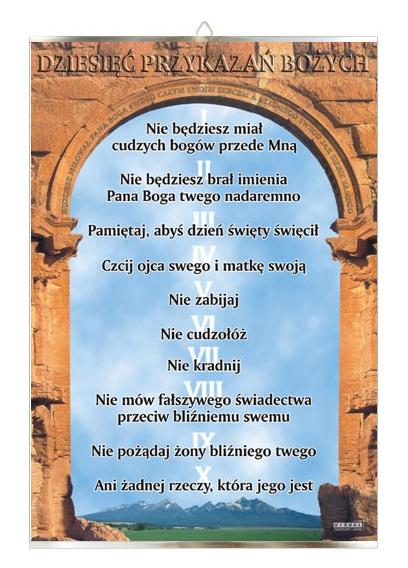 DZIESIĘĆ PRZYKAZAŃ BOŻYCH
I
Nie będziesz miał
cudzych bogów przede Mną
II
Nie będziesz brał imienia
Pana Boga twego nadaremno
III
Pamiętaj, abyś dzień święty święcił
IV
Czcij ojca swego i matkę swoją
V
Nie zabijaj
VI
Nie cudzołóż
VII
Nie kradnij
VIII
Nie mów fałszywego świadectwa
przeciw bliźniemu swemu
IX
Nie pożądaj żony bliźniego twego
X
Ani żadnej rzeczy, która jego jest
VISUAL